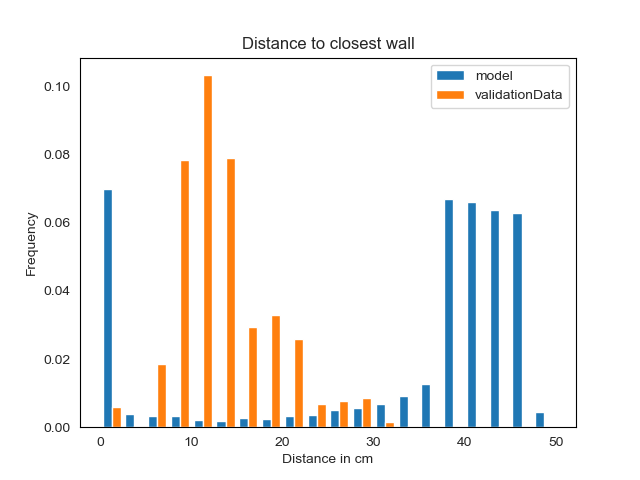 Distance to closest wall
model
validationData
0.10
0.08
0.06
0.04
0.02
0.00
Frequency
0 10 20 30 40 50
Distance in cm